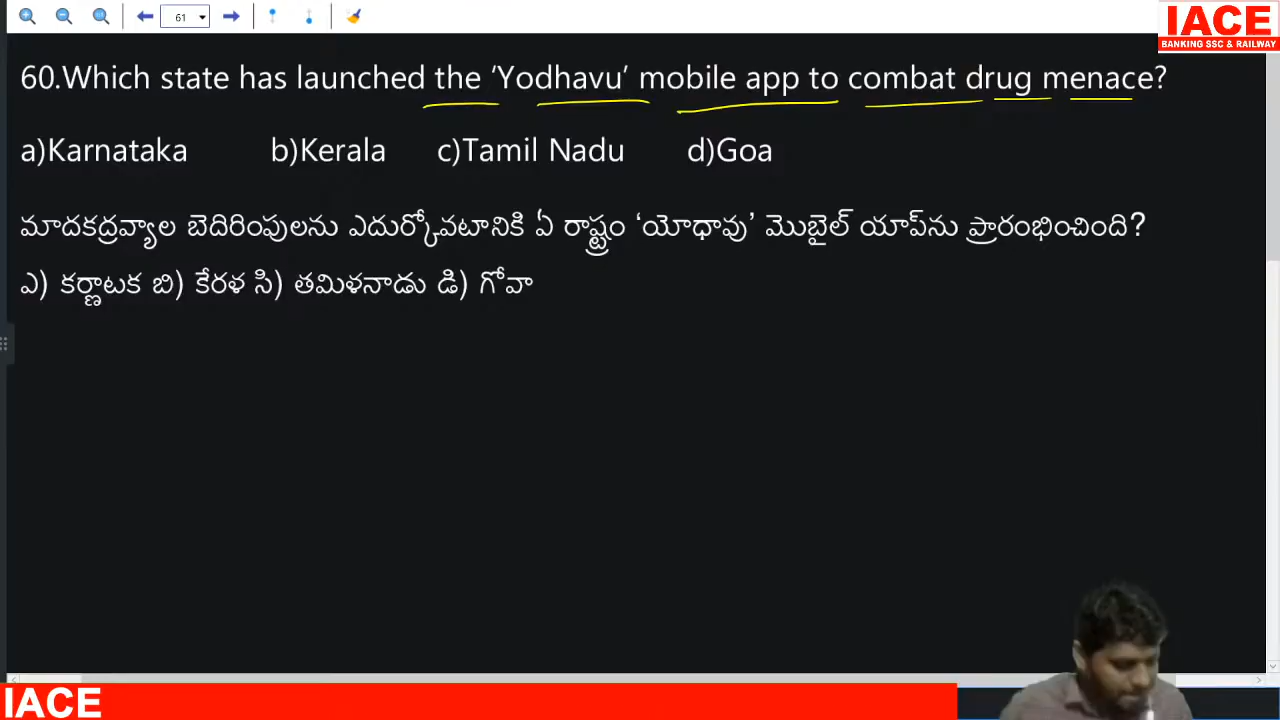 61
IACE
BANKING SSC & RAILWAY
60.Which state has launched the ‘Yodhavu’ mobile app to combat drug menace?
a)Karnataka b)Kerala c)Tamil Nadu d)Goa
మాదకద్రవ్యాల బెదిరింపులను ఎదుర్కోవటానికి ఏ రాష్ట్రం ‘యోధావు’ మొబైల్ యాప్‌ను ప్రారంభించింది?
ఎ) కర్ణాటక బి) కేరళ సి) తమిళనాడు డి) గోవా
IACE